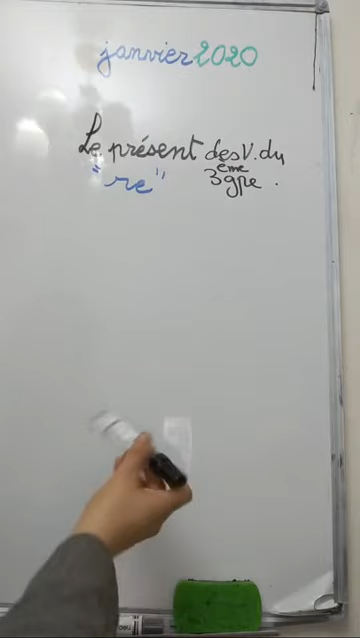 janvier 2020
Le présent des V. du
"re" 3ème gpe.